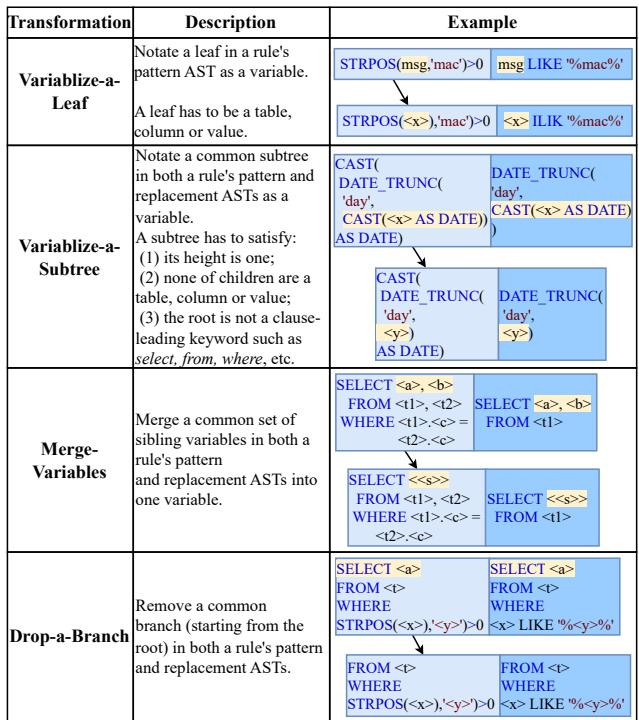 Transformation Description Example
Variablize-a-
Leaf
Notate a leaf in a rule's
pattern AST as a variable.
A leaf has to be a table,
column or value.
STRPOS(msg,'mac')>0 msg LIKE '%mac%'
STRPOS(<x>),'mac')>0 <x> ILIK '%mac%'
Variablize-a-
Subtree
Notate a common subtree
in both a rule's pattern and
replacement ASTs as a
variable.
A subtree has to satisfy:
(1) its height is one;
(2) none of children are a
table, column or value;
(3) the root is not a clause-
leading keyword such as
select, from, where, etc.
CAST(
DATE_TRUNC(
'day',
CAST(<x> AS DATE))
AS DATE)
DATE_TRUNC(
'day',
CAST(<x> AS DATE)
)
CAST(
DATE_TRUNC(
'day',
<y>)
AS DATE)
DATE_TRUNC(
'day',
<y>)
Merge-
Variables
Merge a common set of
sibling variables in both a
rule's pattern
and replacement ASTs into
one variable.
SELECT <a>, <b>
FROM <t1>, <t2>
WHERE <t1>.<c> =
<t2>.<c>
SELECT <a>, <b>
FROM <t1>
SELECT <<s>>
FROM <t1>, <t2>
WHERE <t1>.<c> =
<t2>.<c>
SELECT <<s>>
FROM <t1>
Drop-a-Branch
Remove a common
branch (starting from the
root) in both a rule's pattern
and replacement ASTs.
SELECT <a>
FROM <t>
WHERE
STRPOS(<x>),'<y>')>0
SELECT <a>
FROM <t>
WHERE
<x> LIKE '%<y>%'
FROM <t>
WHERE
STRPOS(<x>),'<y>')>0
FROM <t>
WHERE
<x> LIKE '%<y>%'